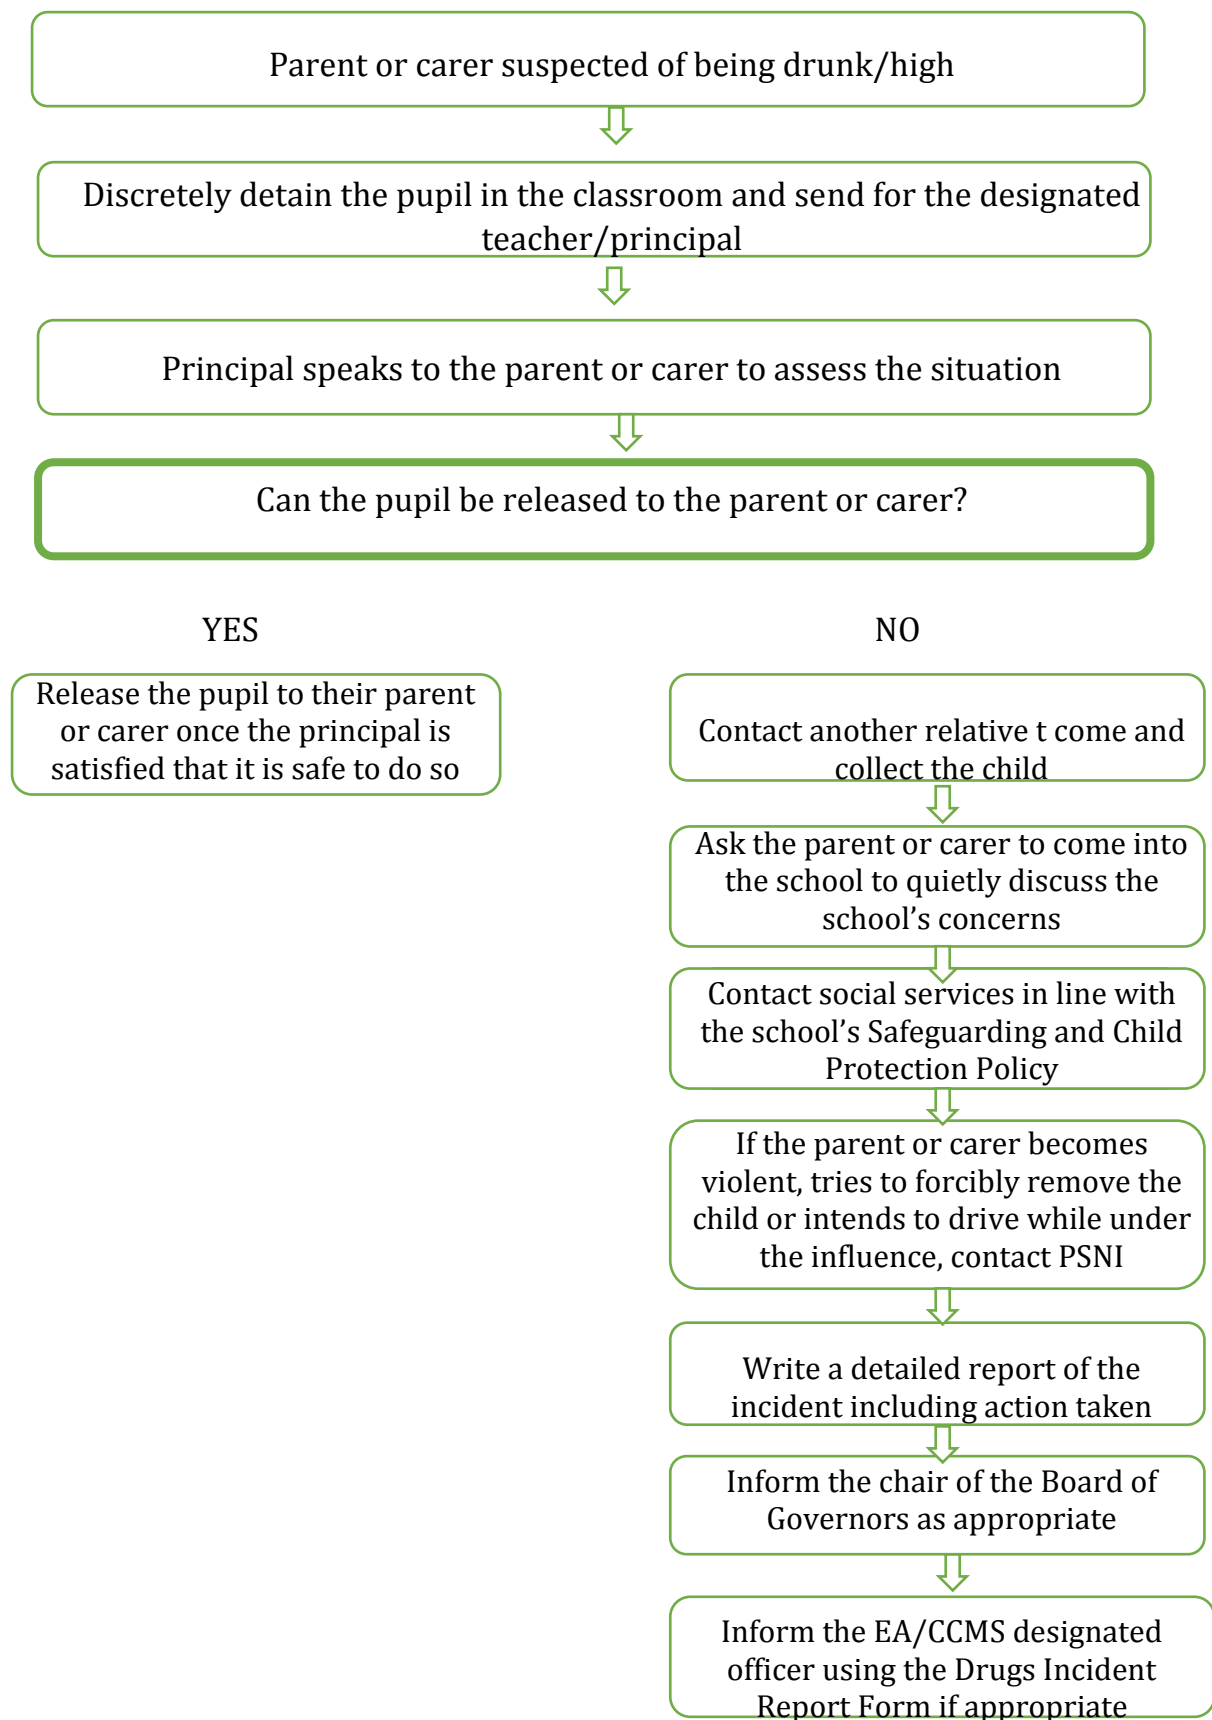 Parent or carer suspected of being drunk/high
Discretely detain the pupil in the classroom and send for the designated
teacher/principal
Principal speaks to the parent or carer to assess the situation
Can the pupil be released to the parent or carer?
YES
Release the pupil to their parent
or carer once the principal is
satisfied that it is safe to do so
NO
Contact another relative t come and
collect the child
Ask the parent or carer to come into
the school to quietly discuss the
school’s concerns
Contact social services in line with
the school’s Safeguarding and Child
Protection Policy
If the parent or carer becomes
violent, tries to forcibly remove the
child or intends to drive while under
the influence, contact PSNI
Write a detailed report of the
incident including action taken
Inform the chair of the Board of
Governors as appropriate
Inform the EA/CCMS designated
officer using the Drugs Incident
Report Form if appropriate